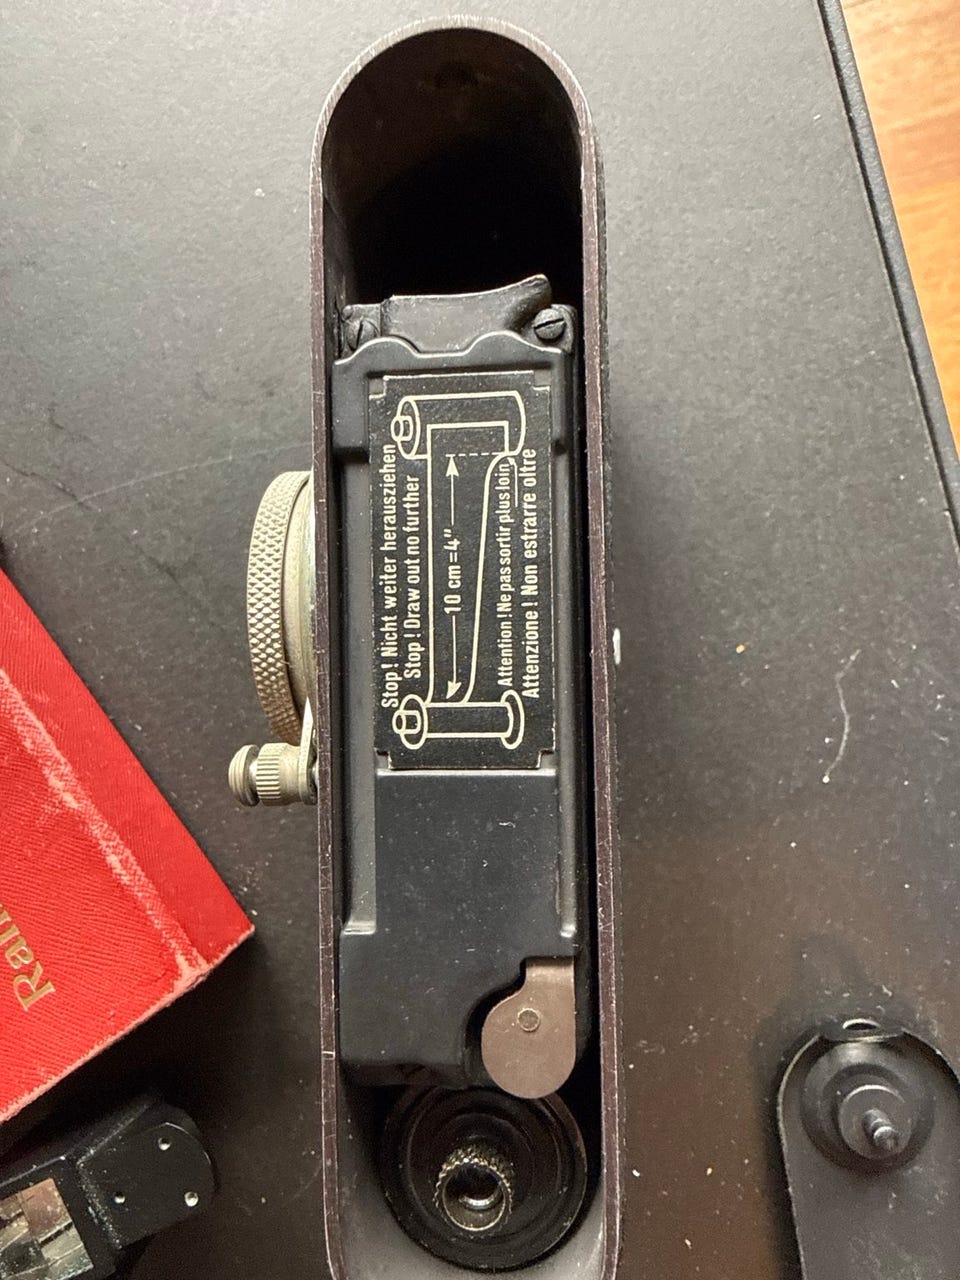 Stop! Nicht weiter herausziehen
Stop! Draw out no further
10 cm=4"
Attention! Ne pas sortir plus loin
Attenzione! Non estrarre oltre